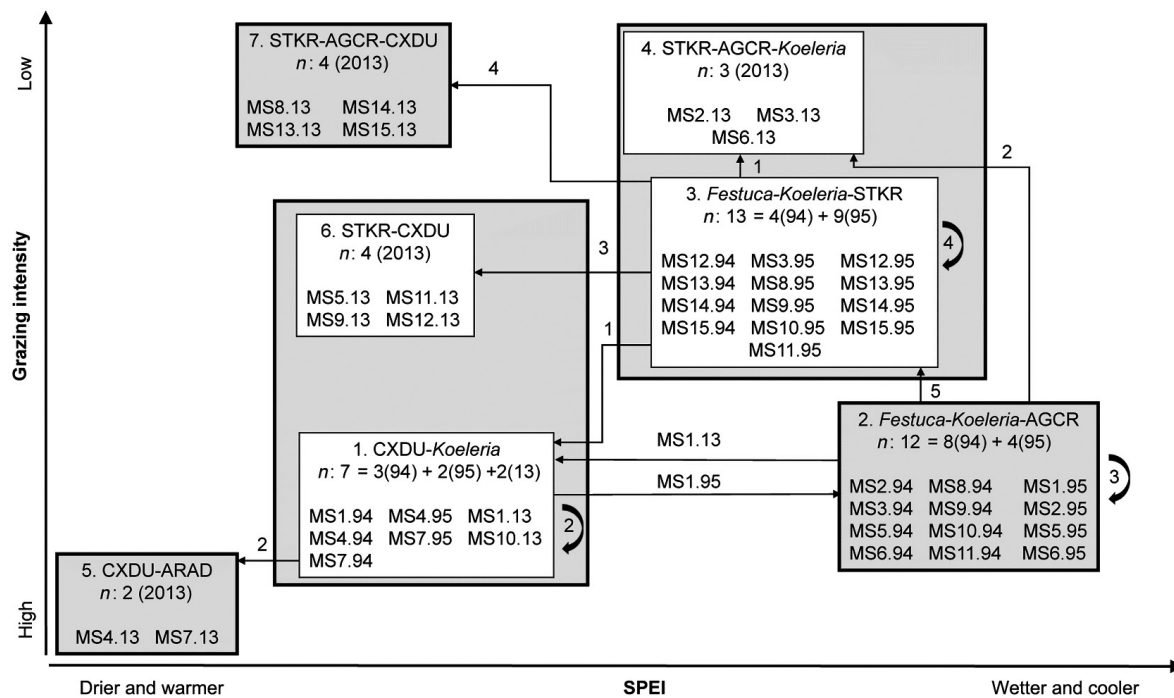 Low
Grazing intensity
High
7. STKR-AGCR-CXDU
n: 4 (2013)
MS8.13 MS14.13
MS13.13 MS15.13
4
4. STKR-AGCR-Koeleria
n: 3 (2013)
MS2.13 MS3.13
MS6.13
1
2
3. Festuca-Koeleria-STKR
n: 13 = 4(94) + 9(95)
MS12.94 MS3.95 MS12.95
MS13.94 MS8.95 MS13.95
MS14.94 MS9.95 MS14.95
MS15.94 MS10.95 MS15.95
MS11.95
4
6. STKR-CXDU
n: 4 (2013)
MS5.13 MS11.13
MS9.13 MS12.13
3
1
5
1. CXDU-Koeleria
n: 7 = 3(94) + 2(95) +2(13)
MS1.94 MS4.95 MS1.13
MS4.94 MS7.95 MS10.13
MS7.94
2
MS1.13
MS1.95
2. Festuca-Koeleria-AGCR
n: 12 = 8(94) + 4(95)
MS2.94 MS8.94 MS1.95
MS3.94 MS9.94 MS2.95
MS5.94 MS10.94 MS5.95
MS6.94 MS11.94 MS6.95
3
2
5. CXDU-ARAD
n: 2 (2013)
MS4.13 MS7.13
Drier and warmer
SPEI
Wetter and cooler